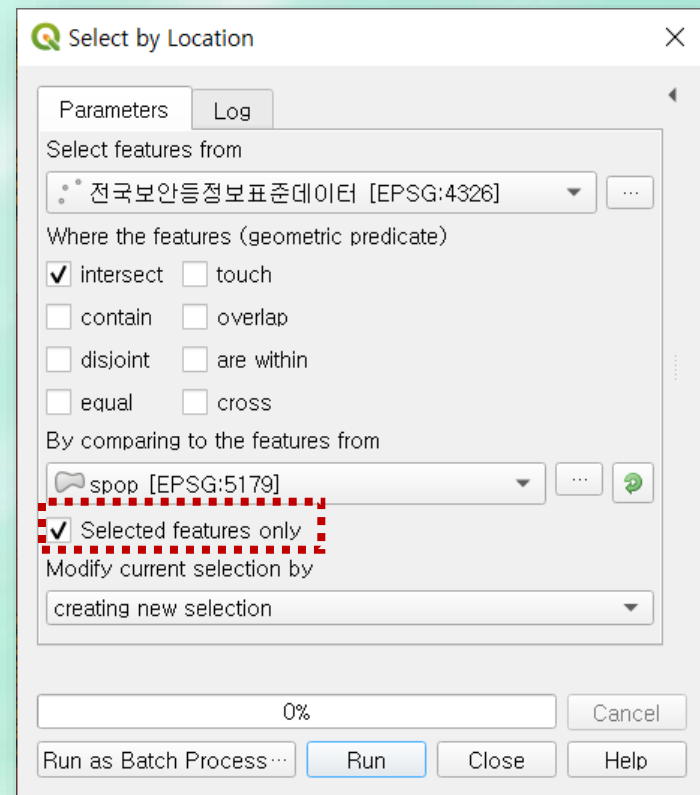 Select by Location
Parameters Log
Select features from
전국보안등정보표준데이터 [EPSG:4326]
Where the features (geometric predicate)
intersect touch
contain overlap
disjoint are within
equal cross
By comparing to the features from
spop [EPSG:5179]
Selected features only
Modify current selection by
creating new selection
0% Cancel
Run as Batch Process… Run Close Help